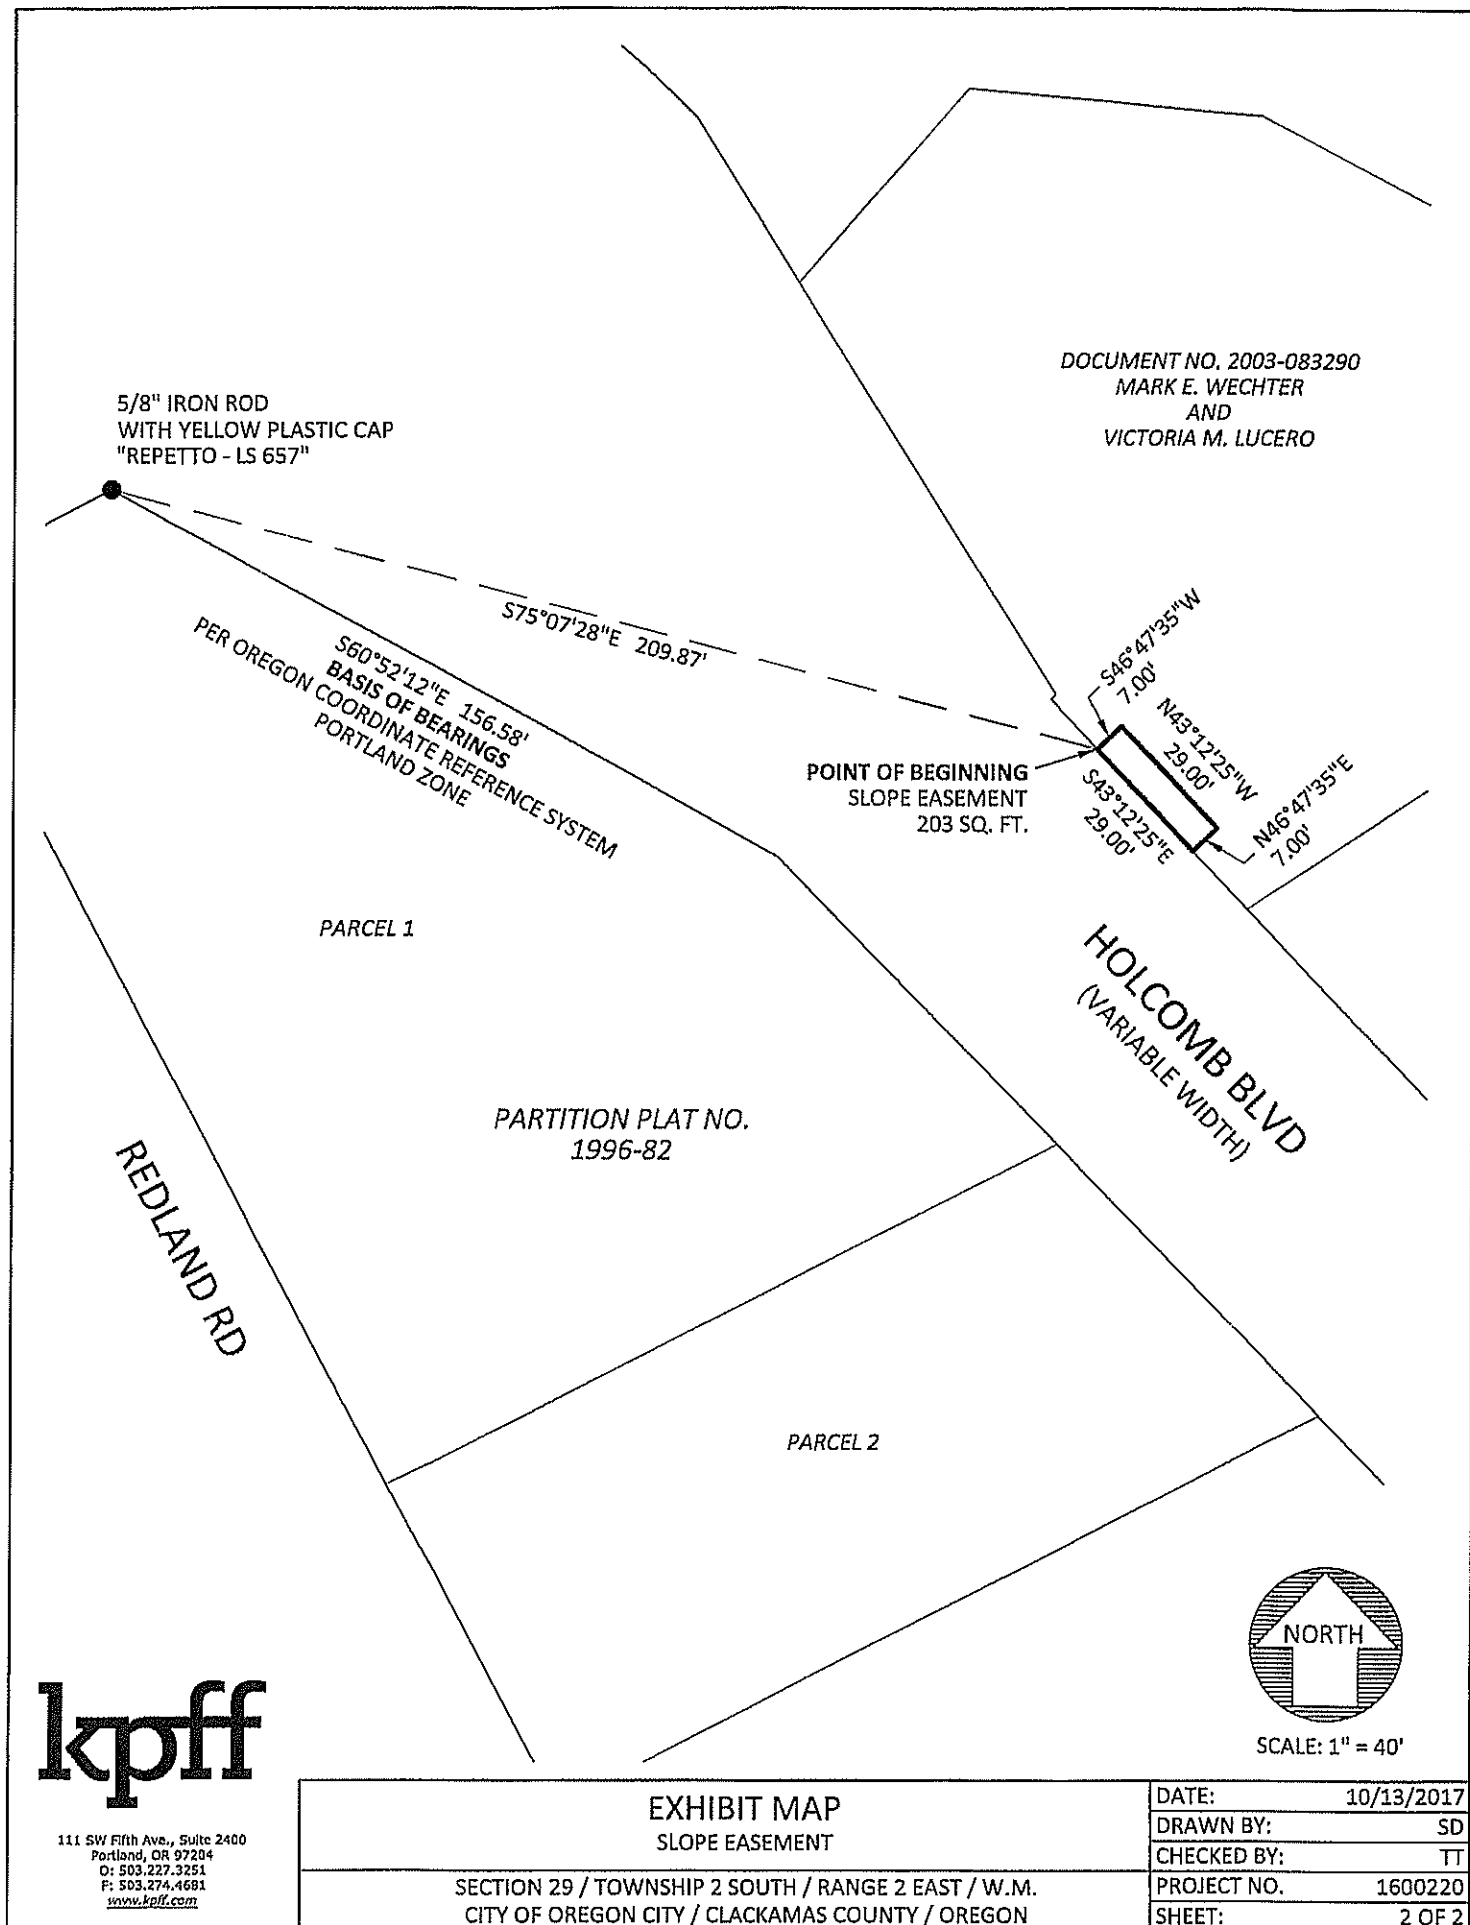 DOCUMENT NO. 2003-083290
MARK E. WECHTER
AND
VICTORIA M. LUCERO
5/8" IRON ROD
WITH YELLOW PLASTIC CAP
"REPETTO - LS 657"
S75°07'28"E 209.87'
S60°52'12"E 156.58'
BASIS OF BEARINGS
PER OREGON COORDINATE REFERENCE SYSTEM
PORTLAND ZONE
S46°47'35"W
7.00'
N43°12'25"W
29.00'
POINT OF BEGINNING
SLOPE EASEMENT
203 SQ. FT.
S43°12'25"E
29.00'
N46°47'35"E
7.00'
PARCEL 1
HOLCOMB BLVD
(VARIABLE WIDTH)
PARTITION PLAT NO.
1996-82
REDLAND RD
PARCEL 2
NORTH
SCALE: 1" = 40'
kpff
111 SW Fifth Ave., Suite 2400
Portland, OR 97204
O: 503.227.3251
F: 503.274.4681
www.kpff.com
EXHIBIT MAP
SLOPE EASEMENT
SECTION 29 / TOWNSHIP 2 SOUTH / RANGE 2 EAST / W.M.
CITY OF OREGON CITY / CLACKAMAS COUNTY / OREGON
DATE: 10/13/2017
DRAWN BY: SD
CHECKED BY: TT
PROJECT NO. 1600220
SHEET: 2 OF 2